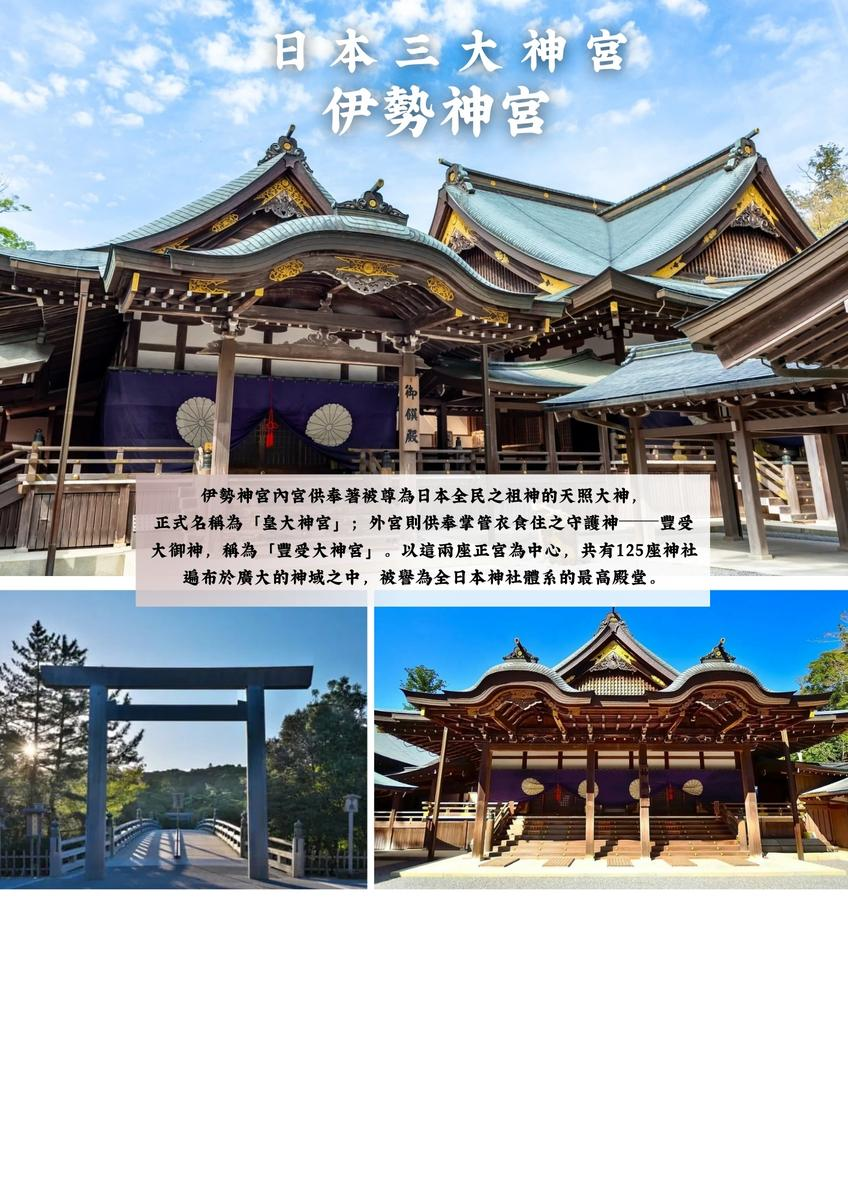 日本三大神宮
伊勢神宮
御饌殿
伊勢神宮內宮供奉著被尊為日本全民之祖神的天照大神，
正式名稱為「皇大神宮」；外宮則供奉掌管衣食住之守護神──豐受
大御神，稱為「豐受大神宮」。以這兩座正宮為中心，共有125座神社
遍布於廣大的神域之中，被譽為全日本神社體系的最高殿堂。